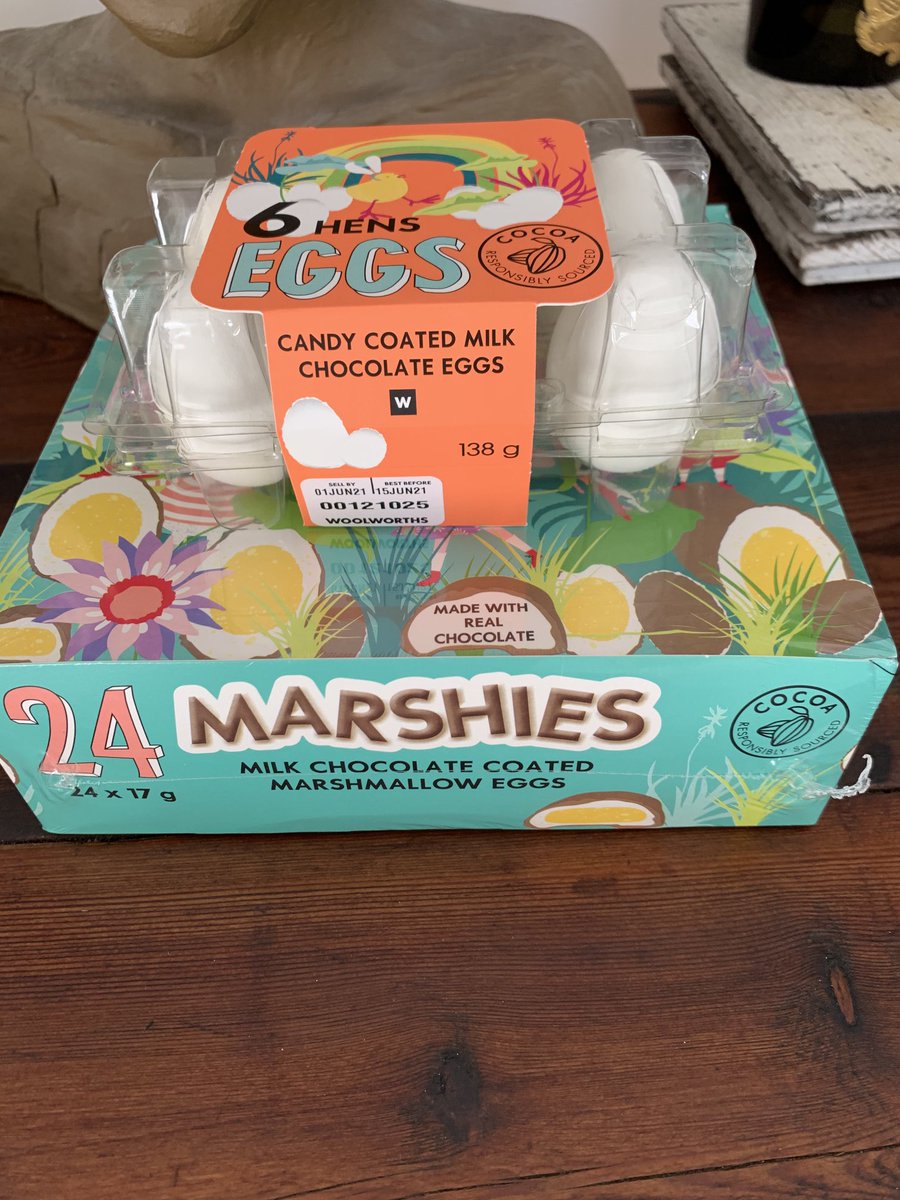 6 HENS
EGGS
COCOA
RESPONSIBLY SOURCED
CANDY COATED MILK
CHOCOLATE EGGS
W
138 g
SELL BY BEST BEFORE
01JUN21 15JUN21
00121025
WOOLWORTHS
MADE WITH
REAL
CHOCOLATE
24 MARSHIES
COCOA
RESPONSIBLY SOURCED
MILK CHOCOLATE COATED
MARSHMALLOW EGGS
24 x 17 g